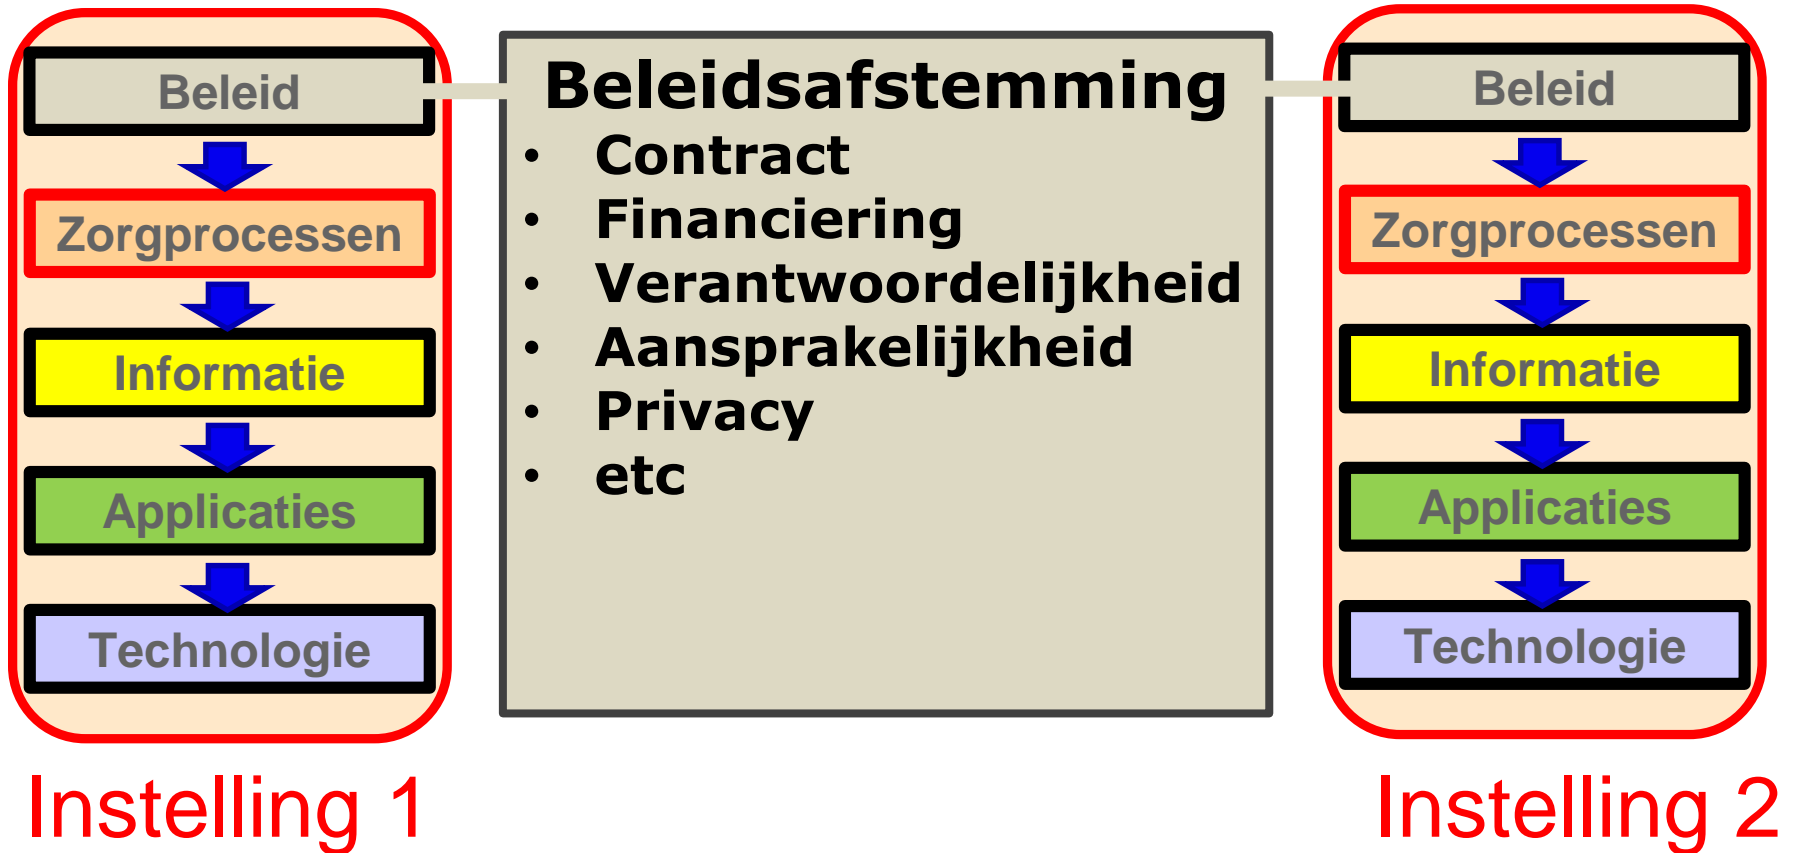 Beleid
Zorgprocessen
Informatie
Applicaties
Technologie
Instelling 1
Beleidsafstemming
• Contract
• Financiering
• Verantwoordelijkheid
• Aansprakelijkheid
• Privacy
• etc
Beleid
Zorgprocessen
Informatie
Applicaties
Technologie
Instelling 2